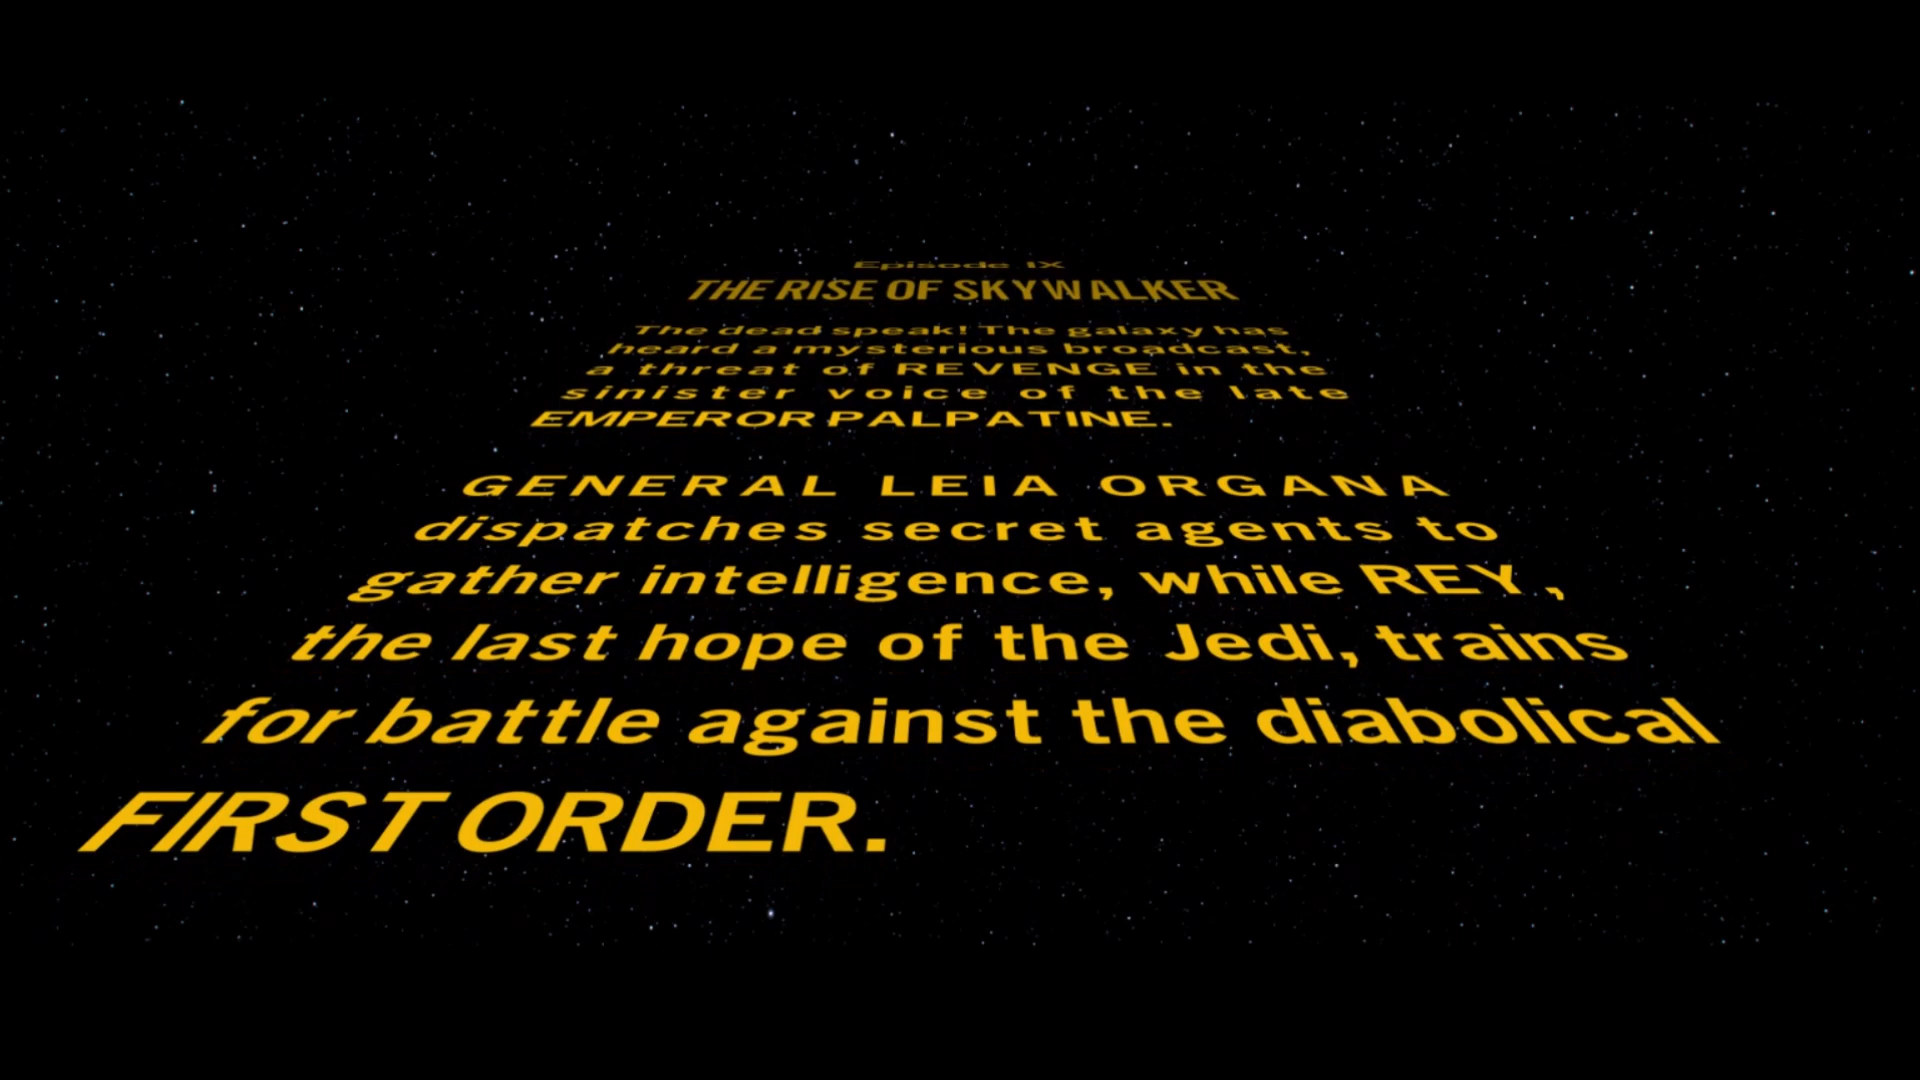 Episode IX
THE RISE OF SKYWALKER
The dead speak! The galaxy has
heard a mysterious broadcast,
a threat of REVENGE in the
sinister voice of the late
EMPEROR PALPATINE.
GENERAL LEIA ORGANA
dispatches secret agents to
gather intelligence, while REY,
the last hope of the Jedi, trains
for battle against the diabolical
FIRST ORDER.